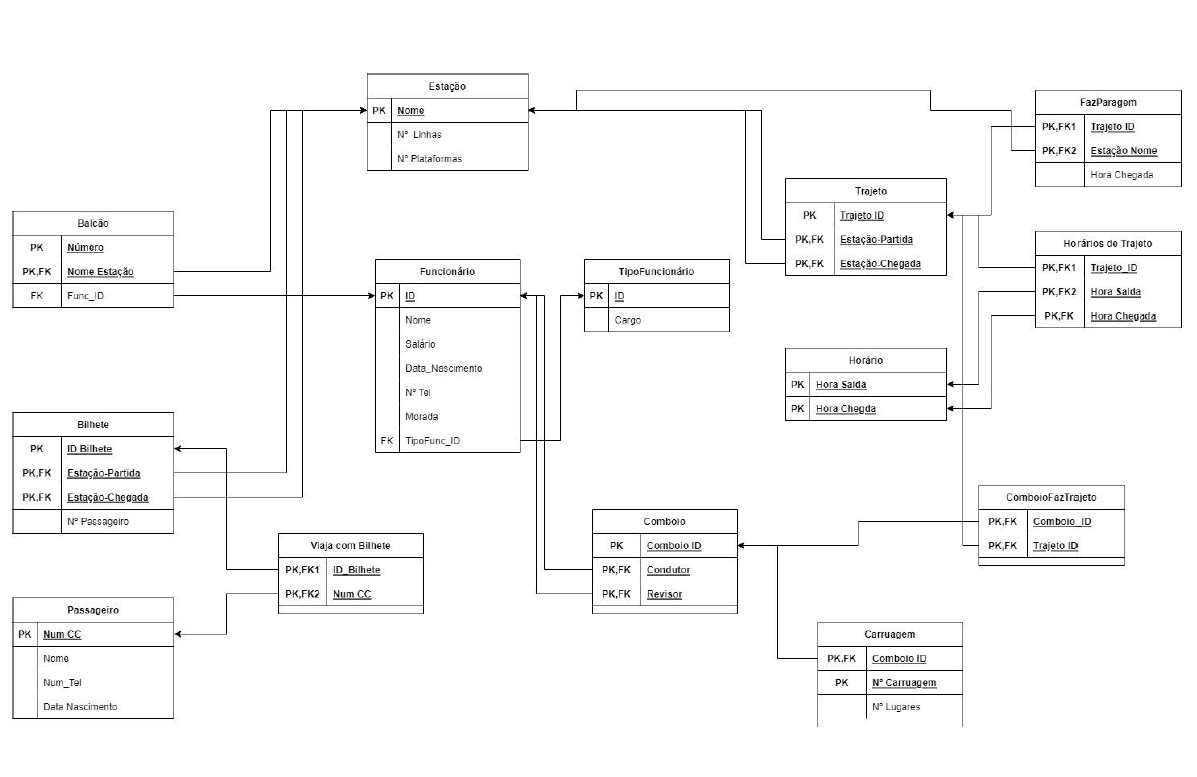 Estação
PK Nome
Nº Linhas
Nº Plataformas
FazParagem
PK,FK1 Trajeto ID
PK,FK2 Estação Nome
Hora Chegada
Trajeto
PK Trajeto ID
PK,FK Estação-Partida
PK,FK Estação-Chegada
Balcão
PK Número
PK,FK Nome Estação
FK Func_ID
Funcionário
PK ID
Nome
Salário
Data_Nascimento
Nº Tel
Morada
FK TipoFunc_ID
TipoFuncionário
PK ID
Cargo
Horários de Trajeto
PK,FK1 Trajeto_ID
PK,FK2 Hora Saida
PK,FK Hora Chegada
Horário
PK Hora Saida
PK Hora Chegda
Bilhete
PK ID Bilhete
PK,FK Estação-Partida
PK,FK Estação-Chegada
Nº Passageiro
Viaja com Bilhete
PK,FK1 ID_Bilhete
PK,FK2 Num CC
Comboio
PK Comboio ID
PK,FK Condutor
PK,FK Revisor
ComboioFazTrajeto
PK,FK Comboio_ID
PK,FK Trajeto ID
Passageiro
PK Num CC
Nome
Num_Tel
Data Nascimento
Carruagem
PK,FK Comboio ID
PK Nº Carruagem
Nº Lugares